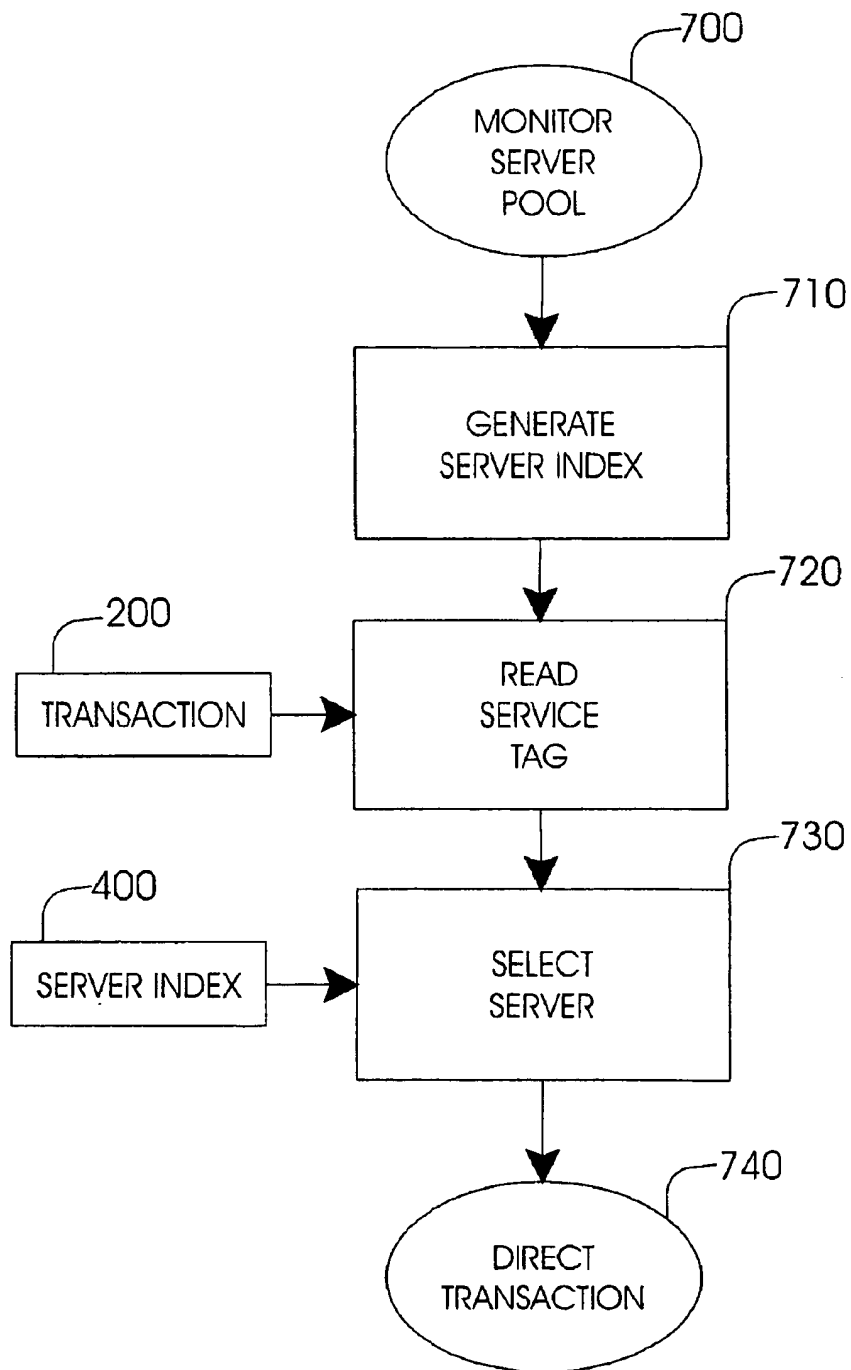 700
MONITOR
SERVER
POOL
710
GENERATE
SERVER INDEX
720
200
READ
SERVICE
TAG
TRANSACTION
730
400
SELECT
SERVER
SERVER INDEX
740
DIRECT
TRANSACTION